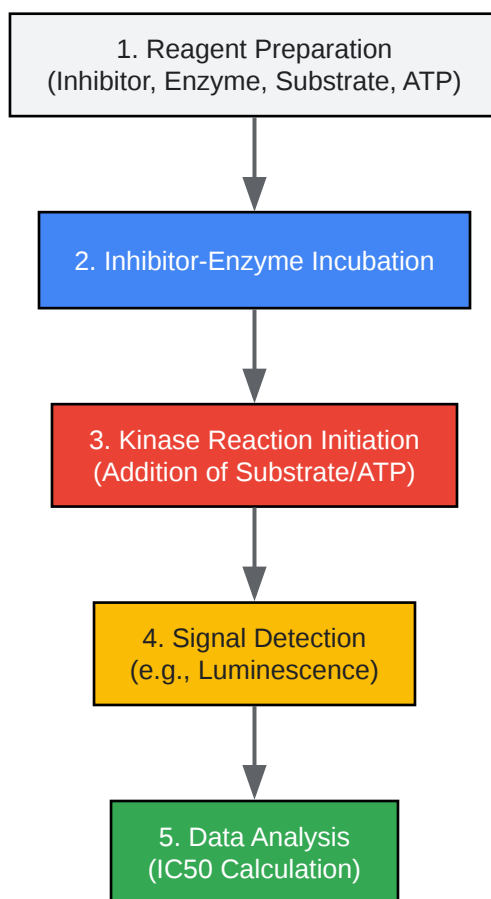 1. Reagent Preparation
(Inhibitor, Enzyme, Substrate, ATP)
2. Inhibitor-Enzyme Incubation
3. Kinase Reaction Initiation
(Addition of Substrate/ATP)
4. Signal Detection
(e.g., Luminescence)
5. Data Analysis
(IC50 Calculation)